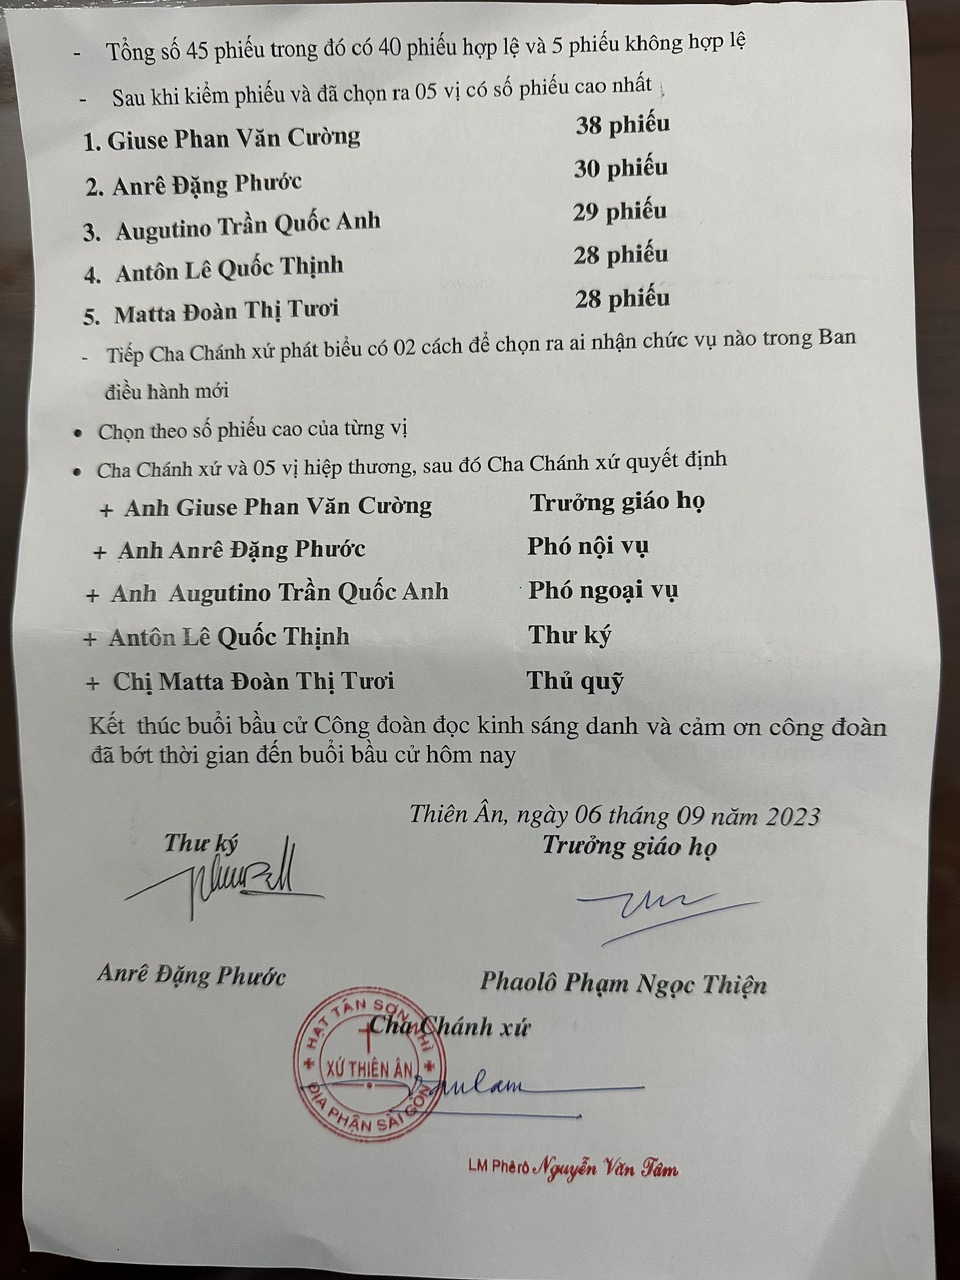 - Tổng số 45 phiếu trong đó có 40 phiếu hợp lệ và 5 phiếu không hợp lệ
- Sau khi kiểm phiếu và đã chọn ra 05 vị có số phiếu cao nhất
1. Giuse Phan Văn Cường 38 phiếu
2. Anrê Đặng Phước 30 phiếu
3. Augutino Trần Quốc Anh 29 phiếu
4. Antôn Lê Quốc Thịnh 28 phiếu
5. Matta Đoàn Thị Tươi 28 phiếu
- Tiếp Cha Chánh xứ phát biểu có 02 cách để chọn ra ai nhận chức vụ nào trong Ban
điều hành mới
• Chọn theo số phiếu cao của từng vị
• Cha Chánh xứ và 05 vị hiệp thương, sau đó Cha Chánh xứ quyết định
+ Anh Giuse Phan Văn Cường Trưởng giáo họ
+ Anh Anrê Đặng Phước Phó nội vụ
+ Anh Augutino Trần Quốc Anh Phó ngoại vụ
+ Antôn Lê Quốc Thịnh Thư ký
+ Chị Matta Đoàn Thị Tươi Thủ quỹ
Kết thúc buổi bầu cử Công đoàn đọc kinh sáng danh và cảm ơn công đoàn
đã bớt thời gian đến buổi bầu cử hôm nay
Thiên Ân, ngày 06 tháng 09 năm 2023
Thư ký Trưởng giáo họ
Anrê Đặng Phước Phaolô Phạm Ngọc Thiện
Cha Chánh xứ
HẠT TÂN SƠN NHÌ
XỨ THIÊN ÂN
ĐỊA PHẬN SÀI GÒN
LM Phêrô Nguyễn Văn Tâm